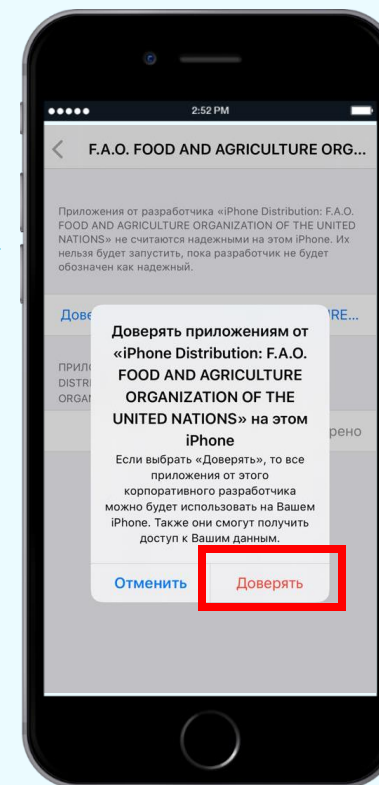 2:52 PM
F.A.O. FOOD AND AGRICULTURE ORG...
Приложения от разработчика «iPhone Distribution: F.A.O.
FOOD AND AGRICULTURE ORGANIZATION OF THE UNITED
NATIONS» не считаются надежными на этом iPhone. Их
нельзя будет запустить, пока разработчик не будет
обозначен как надежный.
Дове
RE...
Доверять приложениям от
«iPhone Distribution: F.A.O.
FOOD AND AGRICULTURE
ORGANIZATION OF THE
UNITED NATIONS» на этом
iPhone
Если выбрать «Доверять», то все
приложения от этого
корпоративного разработчика
можно будет использовать на Вашем
iPhone. Также они смогут получить
доступ к Вашим данным.
ПРИЛ
DISTR
ORGA
рено
Отменить Доверять